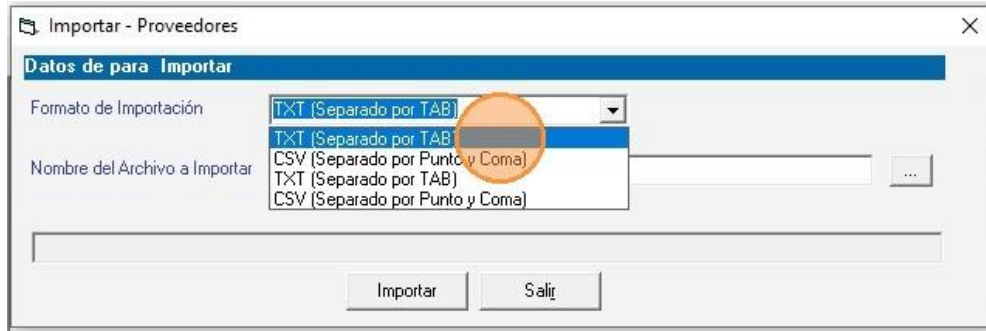 Importar - Proveedores
Datos de para Importar
Formato de Importación
TXT (Separado por TAB)
TXT (Separado por TAB)
CSV (Separado por Punto y Coma)
Nombre del Archivo a Importar
...
TXT (Separado por TAB)
CSV (Separado por Punto y Coma)
Importar
Salir